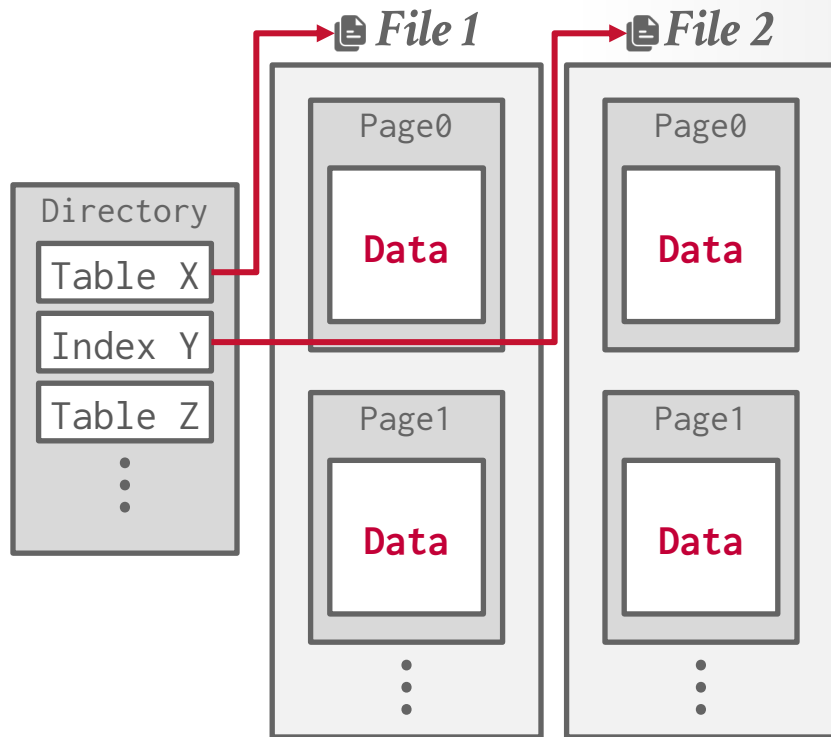 File 1
File 2
Directory
Table X
Index Y
Table Z
Page0
Data
Page1
Data
Page0
Data
Page1
Data